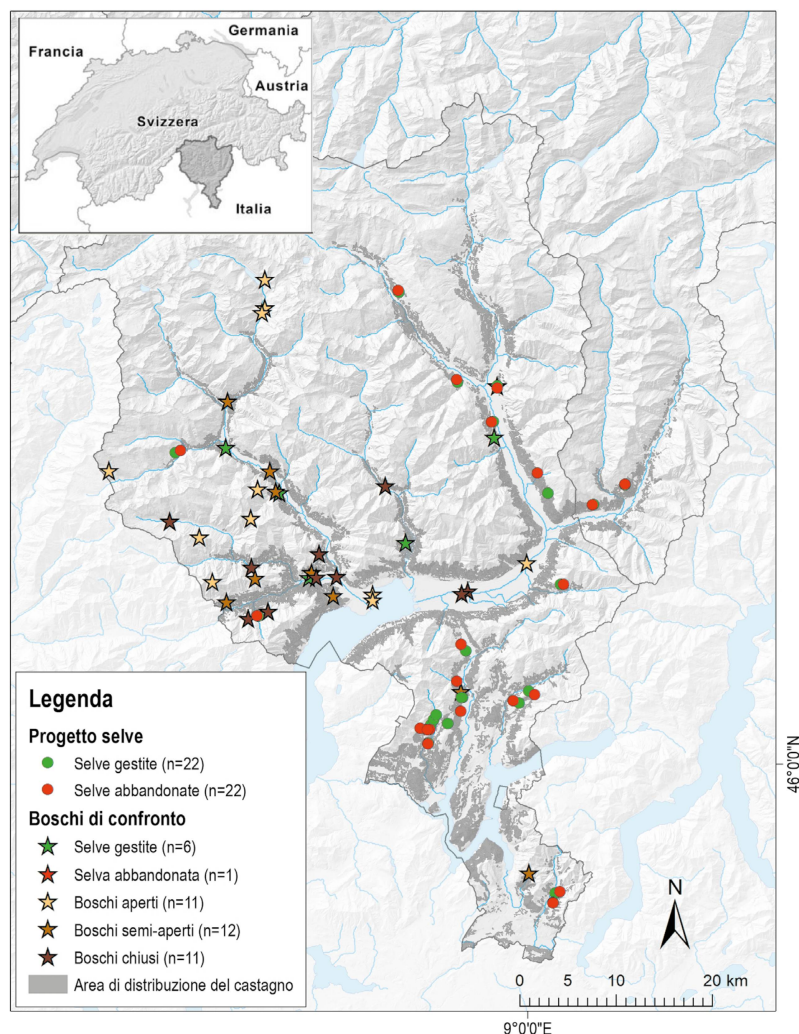 Germania
Francia
Austria
Svizzera
Italia
Legenda
Progetto selve
Selve gestite (n=22)
Selve abbandonate (n=22)
Boschi di confronto
Selve gestite (n=6)
Selva abbandonata (n=1)
Boschi aperti (n=11)
Boschi semi-aperti (n=12)
Boschi chiusi (n=11)
Area di distribuzione del castagno
46°0'0"N
N
0 5 10 20 km
9°0'0"E